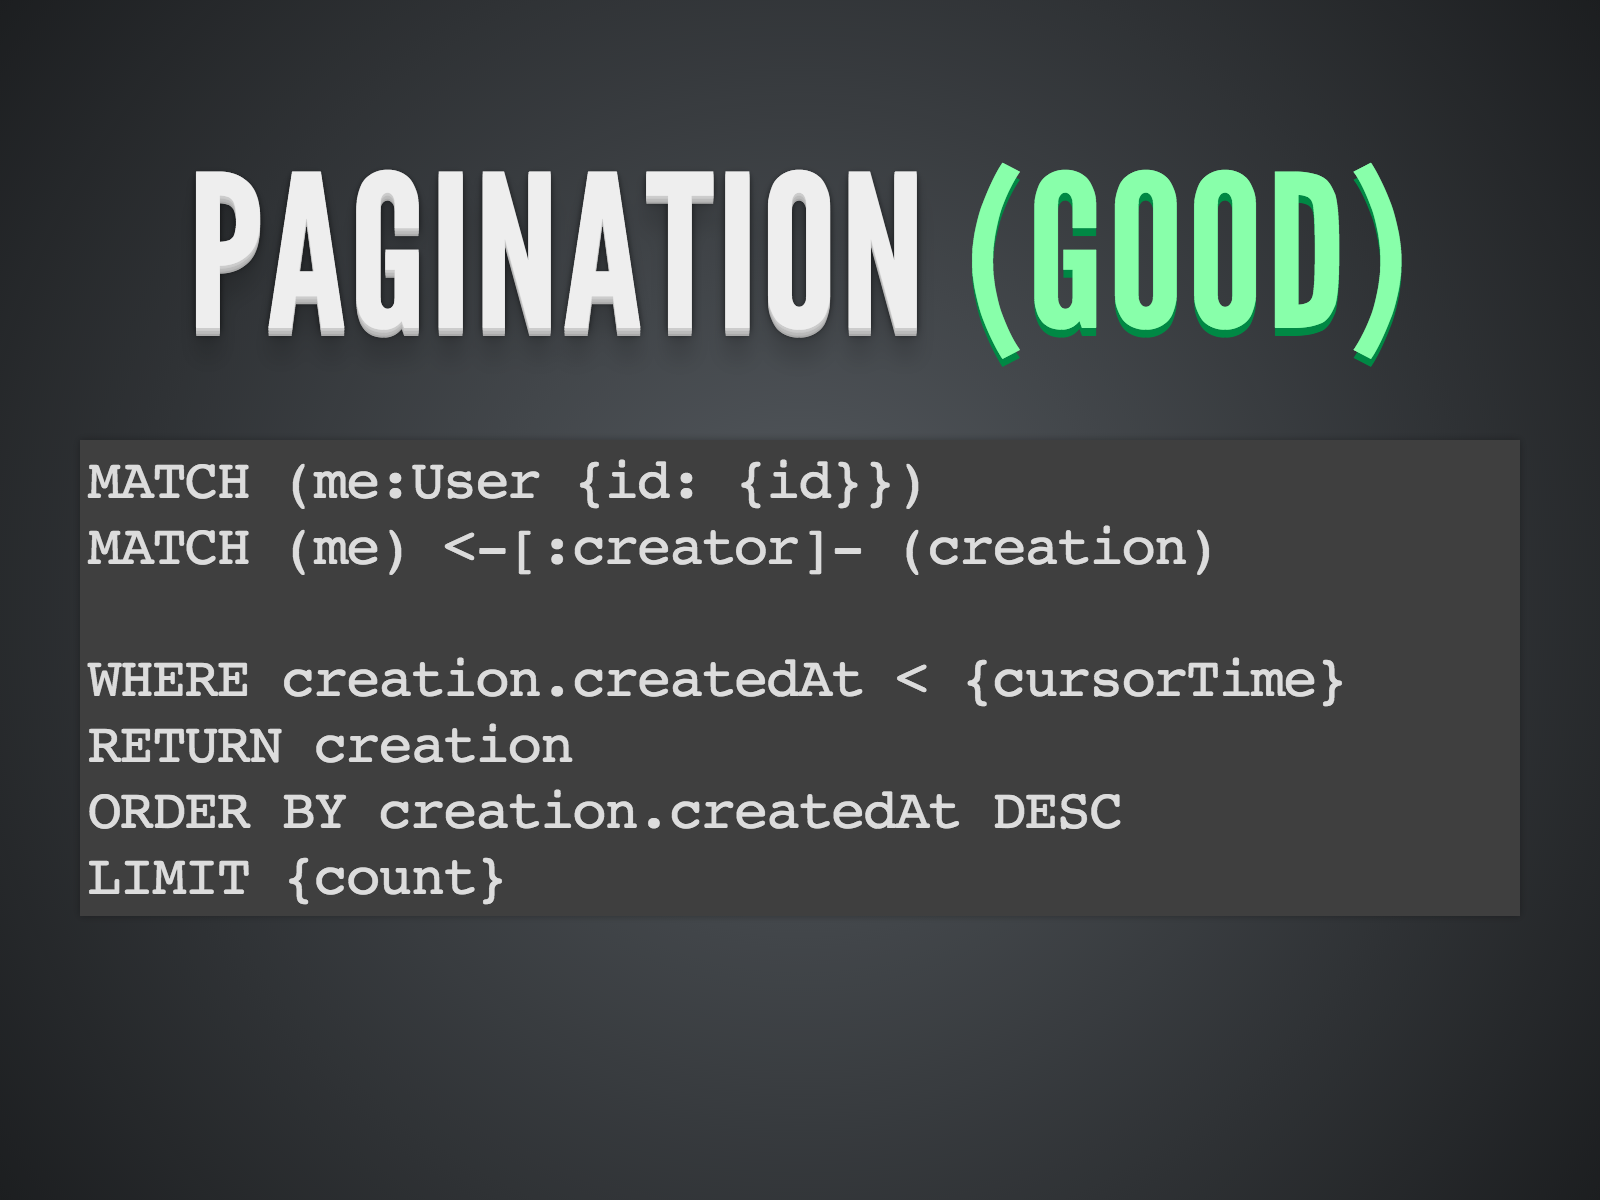 PAGINATION (GOOD)
MATCH (me:User {id: {id}})
MATCH (me) <-[:creator]- (creation)
WHERE creation.createdAt < {cursorTime}
RETURN creation
ORDER BY creation.createdAt DESC
LIMIT {count}